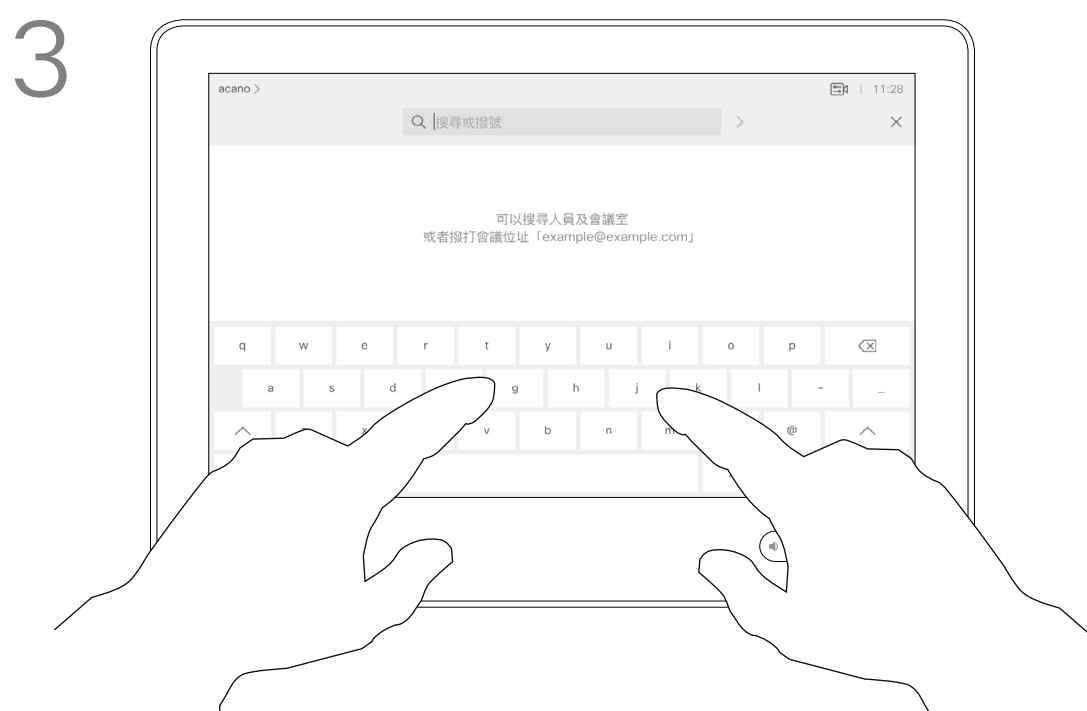 3
acano >
11:28
搜尋或撥號
可以搜尋人員及會議室
或者撥打會議位址「example@example.com」
q w e r t y u i o p
a s d g h j k l - _
x v b n m @